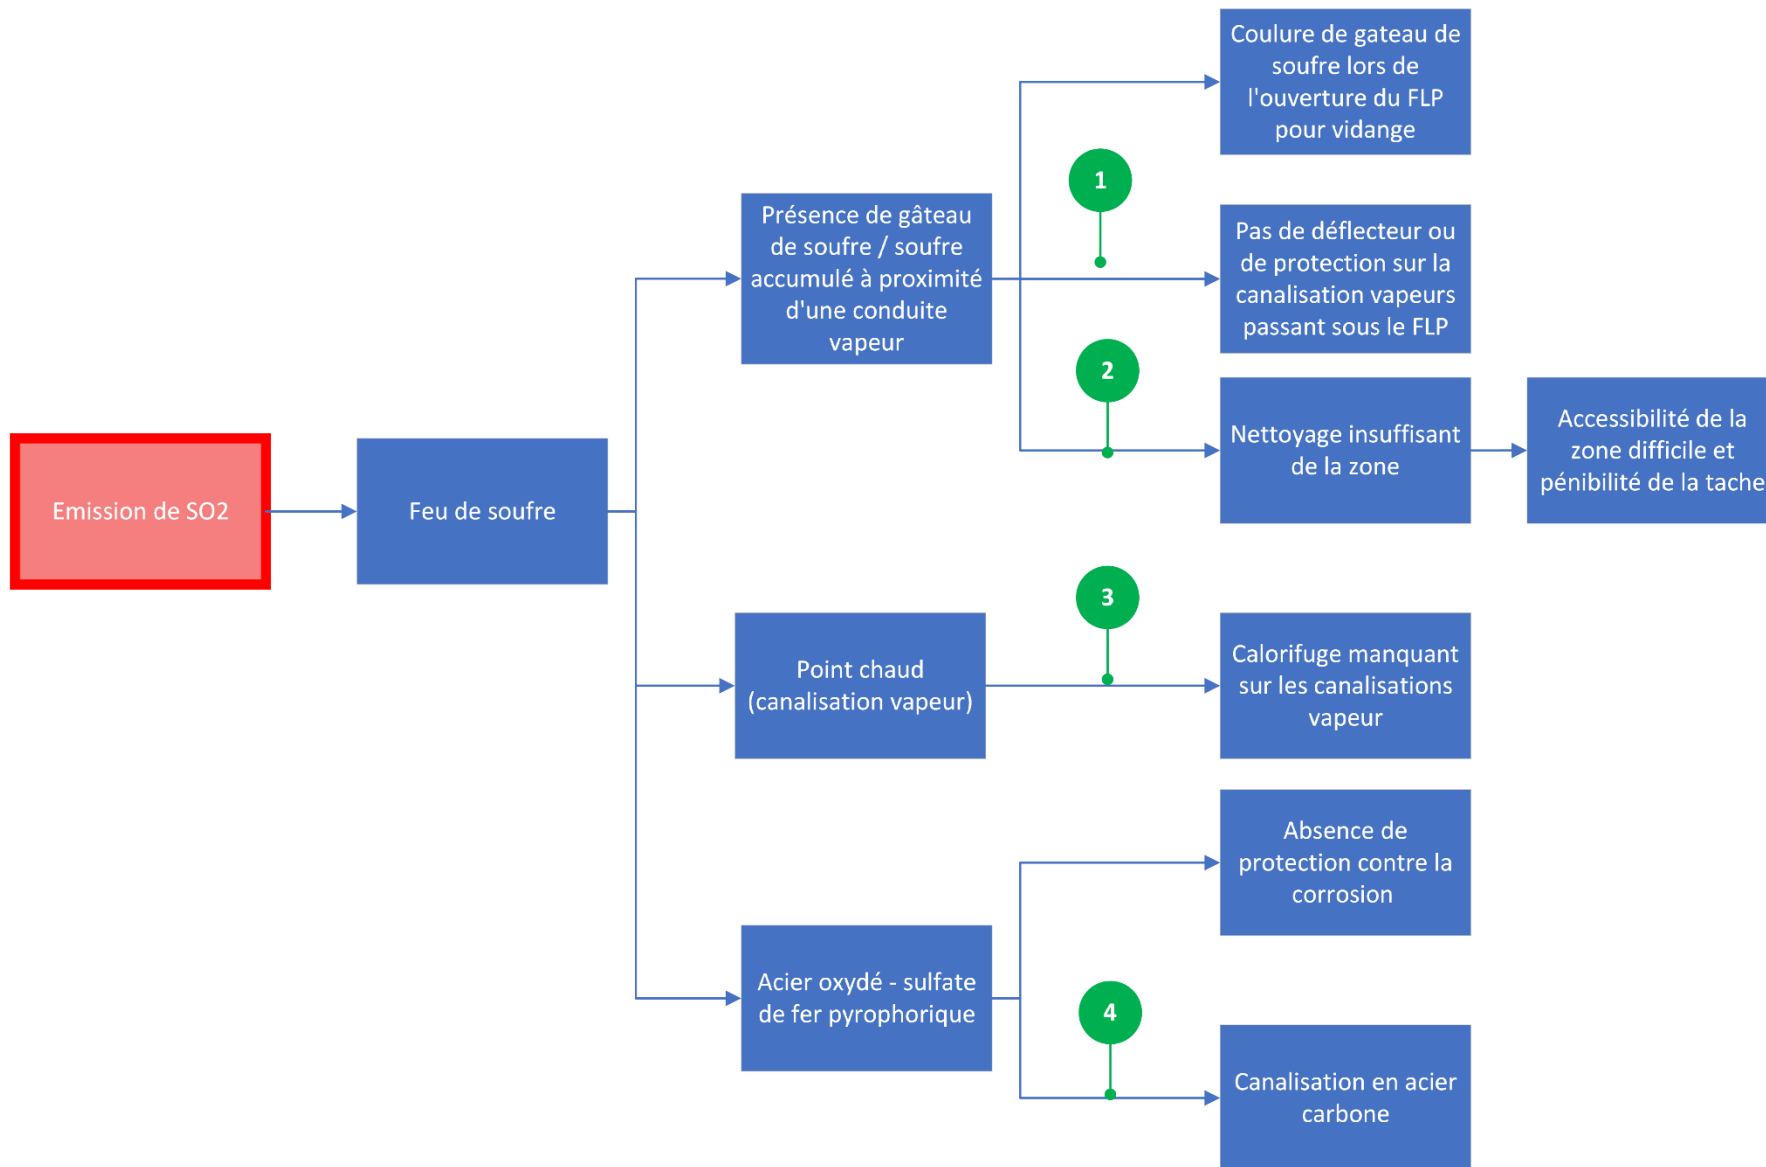 Coulure de gateau de
soufre lors de
l'ouverture du FLP
pour vidange
1
Présence de gâteau
de soufre / soufre
accumulé à proximité
d'une conduite
vapeur
Pas de déflecteur ou
de protection sur la
canalisation vapeurs
passant sous le FLP
2
Nettoyage insuffisant
de la zone
Accessibilité de la
zone difficile et
pénibilité de la tache
Emission de SO2
Feu de soufre
3
Point chaud
(canalisation vapeur)
Calorifuge manquant
sur les canalisations
vapeur
Absence de
protection contre la
corrosion
Acier oxydé - sulfate
de fer pyrophorique
4
Canalisation en acier
carbone